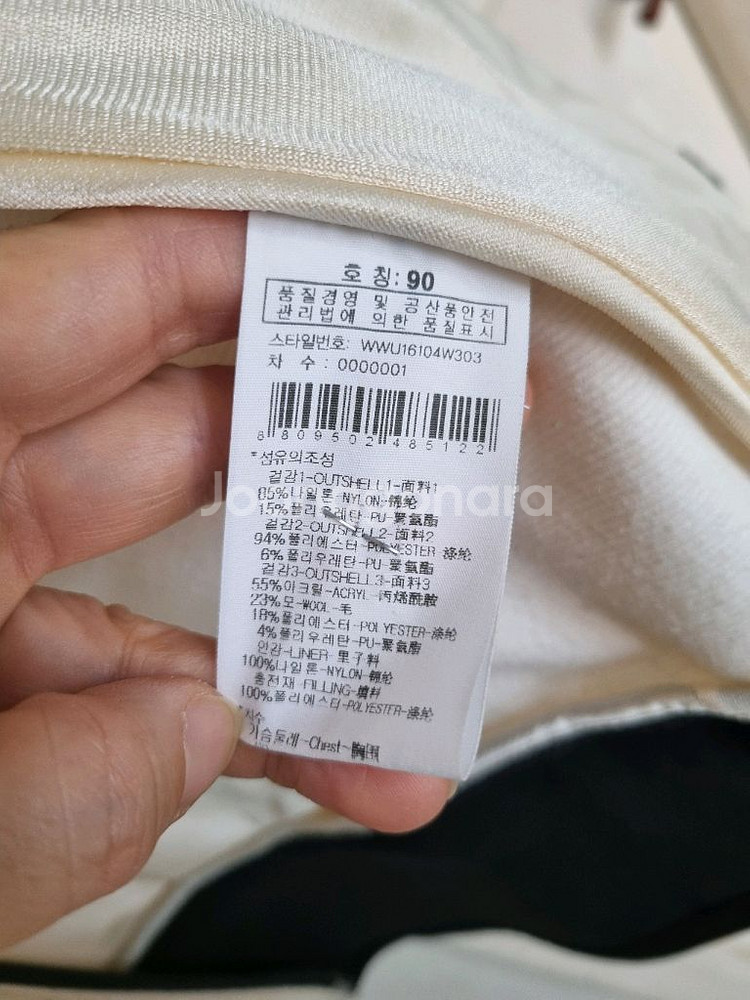 호 칭: 90
품질경영 및 공산품안전
관리법에 의한 품질표시
스타일번호: WWU16104W303
차 수 : 0000001
8809502485122
*섬유의조성
겉감1-OUTSHELL1-面料1
85%나일론-NYLON-锦纶
15%폴리우레탄-PU-聚氨酯
겉감2-OUTSHELL2-面料2
94%폴리에스터-POLYESTER-涤纶
6%폴리우레탄-PU-聚氨酯
겉감3-OUTSHELL3-面料3
55%아크릴-ACRYL-丙烯酰胺
23%모-WOOL-毛
18%폴리에스터-POLYESTER-涤纶
4%폴리우레탄-PU-聚氨酯
안감-LINER-里子料
100%나일론-NYLON-锦纶
충전재-FILLING-填料
100%폴리에스터-POLYESTER-涤纶
*치수
가슴둘레-Chest-胸围